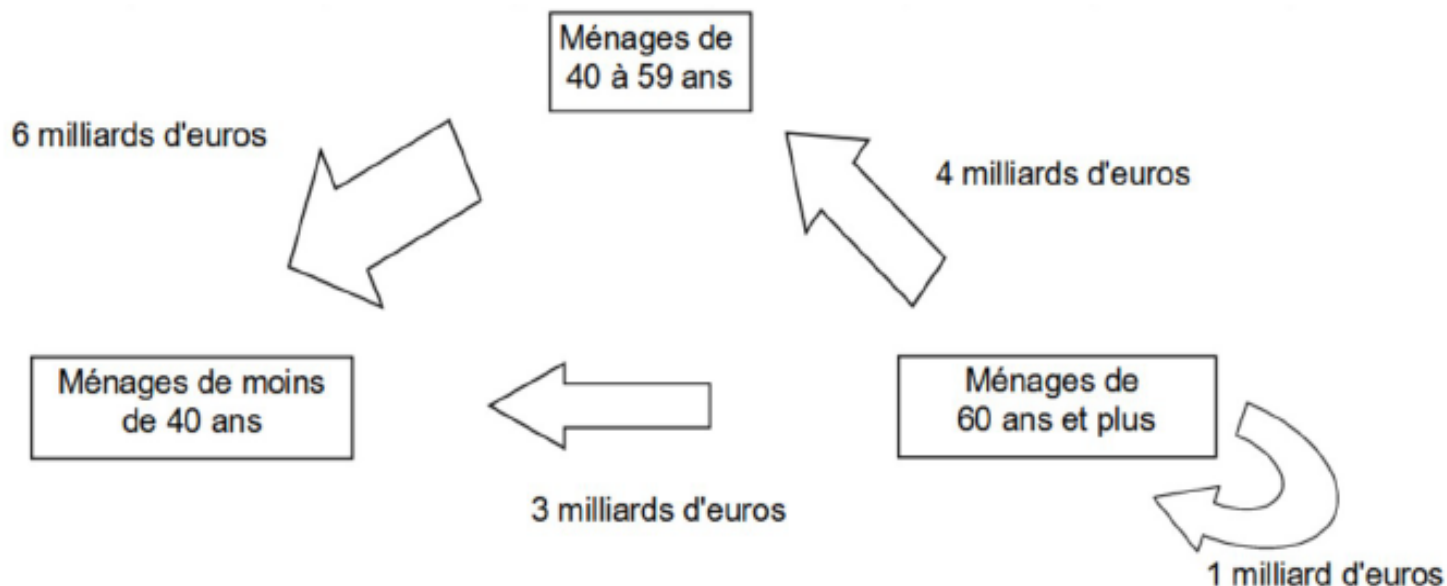 Ménages de
40 à 59 ans
6 milliards d'euros
4 milliards d'euros
Ménages de moins
de 40 ans
Ménages de
60 ans et plus
3 milliards d'euros
1 milliard d'euros